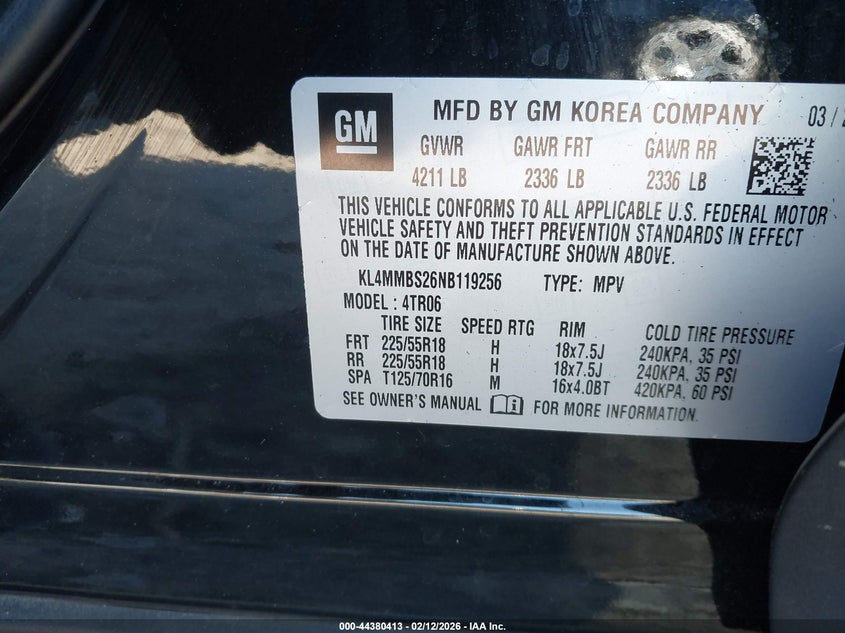 GM
MFD BY GM KOREA COMPANY 03 /
GVWR GAWR FRT GAWR RR
4211 LB 2336 LB 2336 LB
THIS VEHICLE CONFORMS TO ALL APPLICABLE U.S. FEDERAL MOTOR
VEHICLE SAFETY AND THEFT PREVENTION STANDARDS IN EFFECT
ON THE DATE OF MANUFACTURE SHOWN ABOVE.
KL4MMBS26NB119256 TYPE: MPV
MODEL: 4TR06
TIRE SIZE SPEED RTG RIM COLD TIRE PRESSURE
FRT 225/55R18 H 18x7.5J 240KPA, 35 PSI
RR 225/55R18 H 18x7.5J 240KPA, 35 PSI
SPA T125/70R16 M 16x4.0BT 420KPA, 60 PSI
SEE OWNER'S MANUAL FOR MORE INFORMATION.
000-44380413 - 02/12/2026 - IAA Inc.